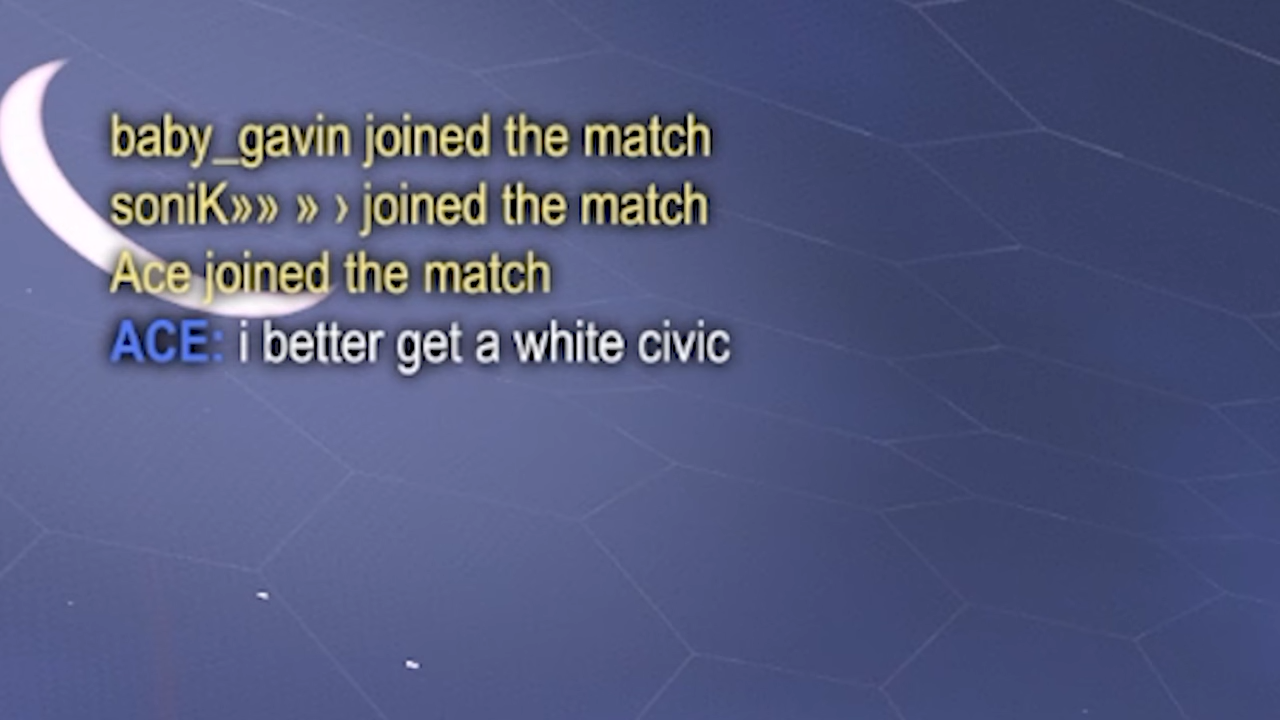 baby_gavin joined the match
soniK»» » › joined the match
Ace joined the match
ACE: i better get a white civic